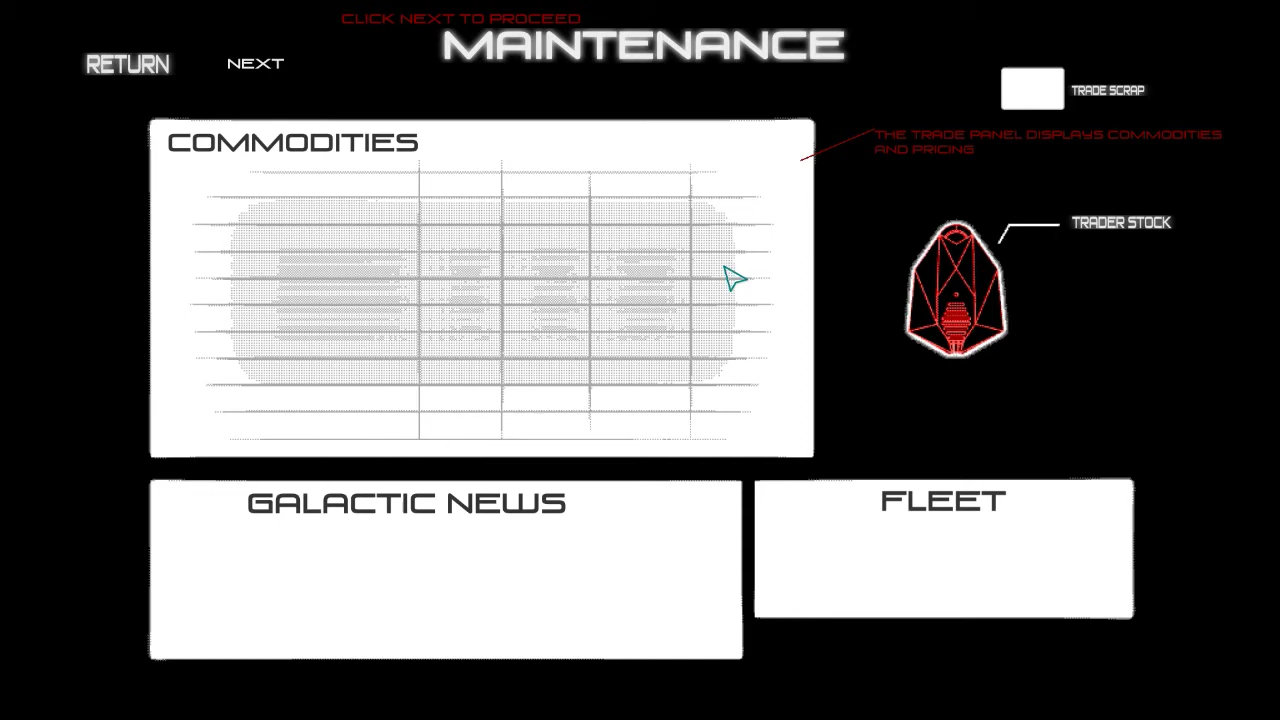 CLICK NEXT TO PROCEED
MAINTENANCE
RETURN
NEXT
TRADE SCRAP
COMMODITIES
THE TRADE PANEL DISPLAYS COMMODITIES
AND PRICING
TRADER STOCK
GALACTIC NEWS
FLEET